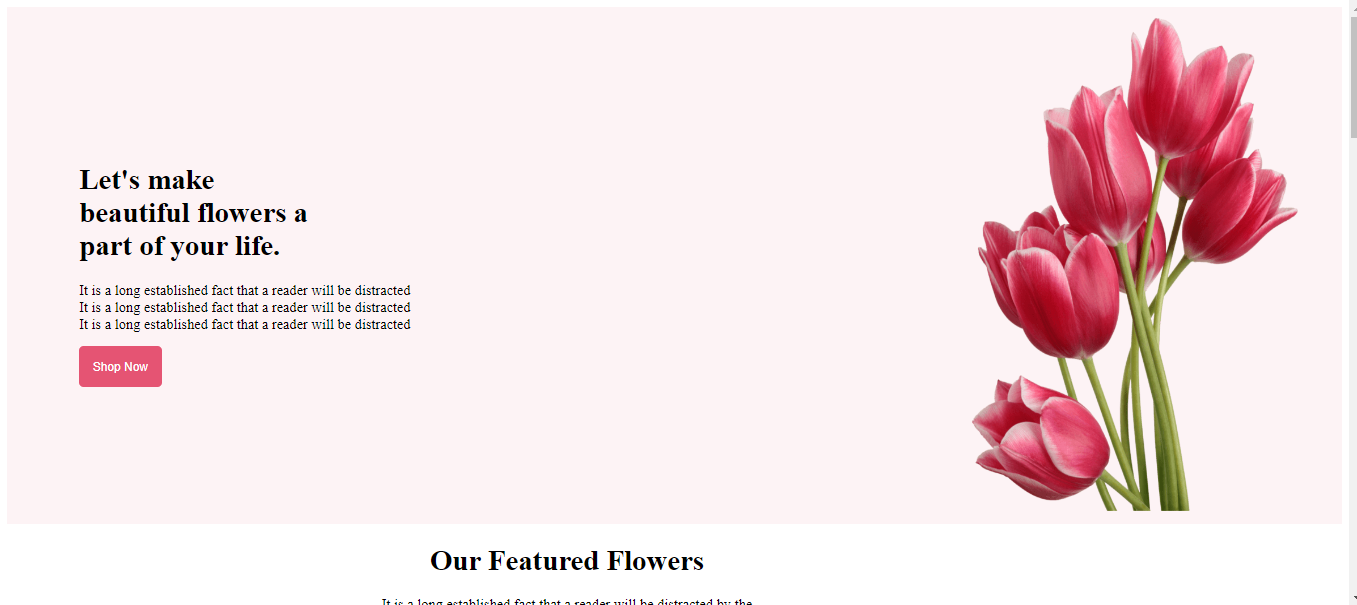 Let's make
beautiful flowers a
part of your life.
It is a long established fact that a reader will be distracted
It is a long established fact that a reader will be distracted
It is a long established fact that a reader will be distracted
Shop Now
Our Featured Flowers
It is a long established fact that a reader will be distracted by the